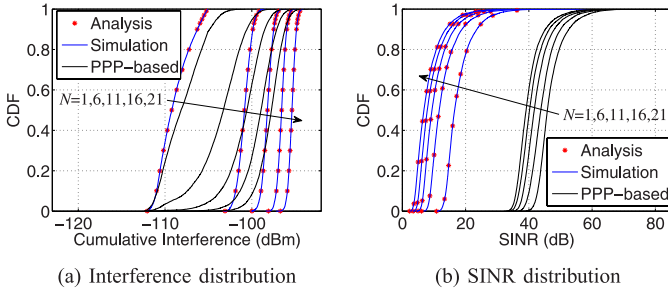 1
0.8
0.6
0.4
0.2
0
CDF
Analysis
Simulation
PPP-based
N=1,6,11,16,21
−120
−110
−100
Cumulative Interference (dBm)
(a) Interference distribution
1
0.8
0.6
0.4
0.2
0
CDF
N=1,6,11,16,21
Analysis
Simulation
PPP-based
0
20
40
60
80
SINR (dB)
(b) SINR distribution